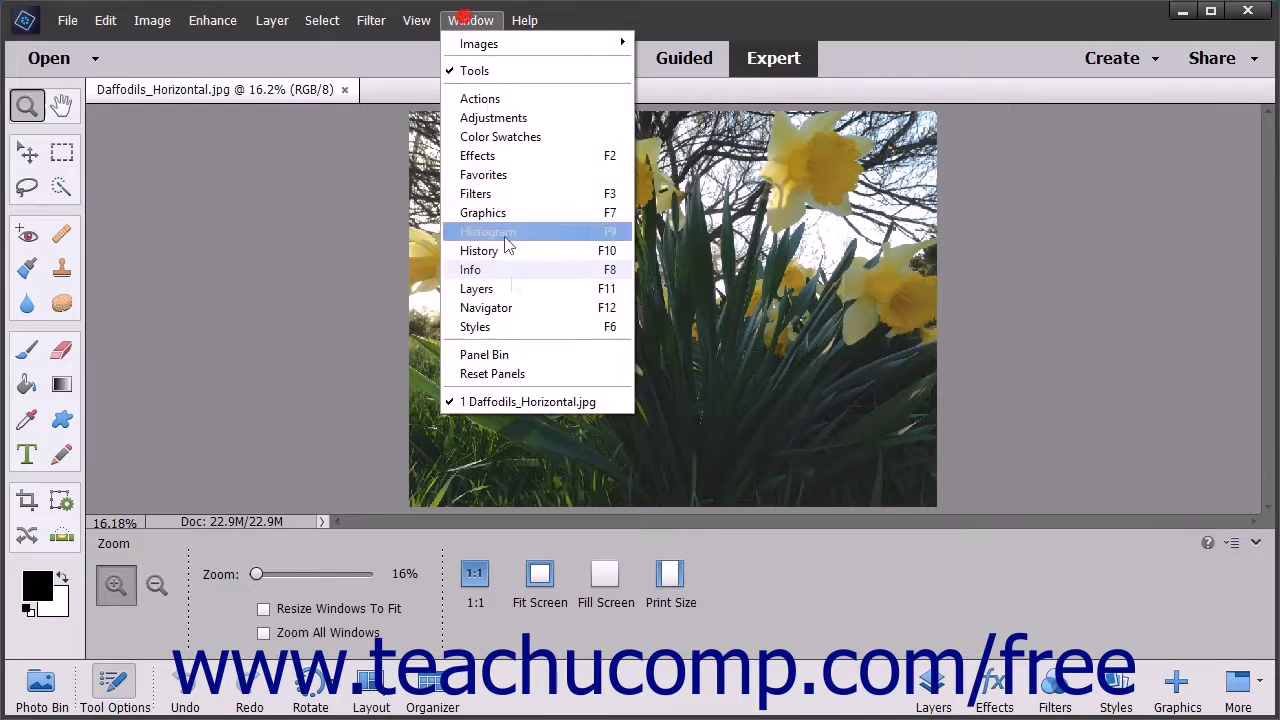 File Edit Image Enhance Layer Select Filter View Window Help
Open Guided Expert Create Share
Daffodils_Horizontal.jpg @ 16.2% (RGB/8) ×
Images
Tools
Actions
Adjustments
Color Swatches
Effects F2
Favorites
Filters F3
Graphics F7
Histogram F9
History F10
Info F8
Layers F11
Navigator F12
Styles F6
Panel Bin
Reset Panels
1 Daffodils_Horizontal.jpg
16.18% Doc: 22.9M/22.9M
Zoom
Zoom: 16%
Resize Windows To Fit
Zoom All Windows
1:1
1:1 Fit Screen Fill Screen Print Size
www.teachucomp.com/free
Photo Bin Tool Options Undo Redo Rotate Layout Organizer Layers Effects Filters Styles Graphics More